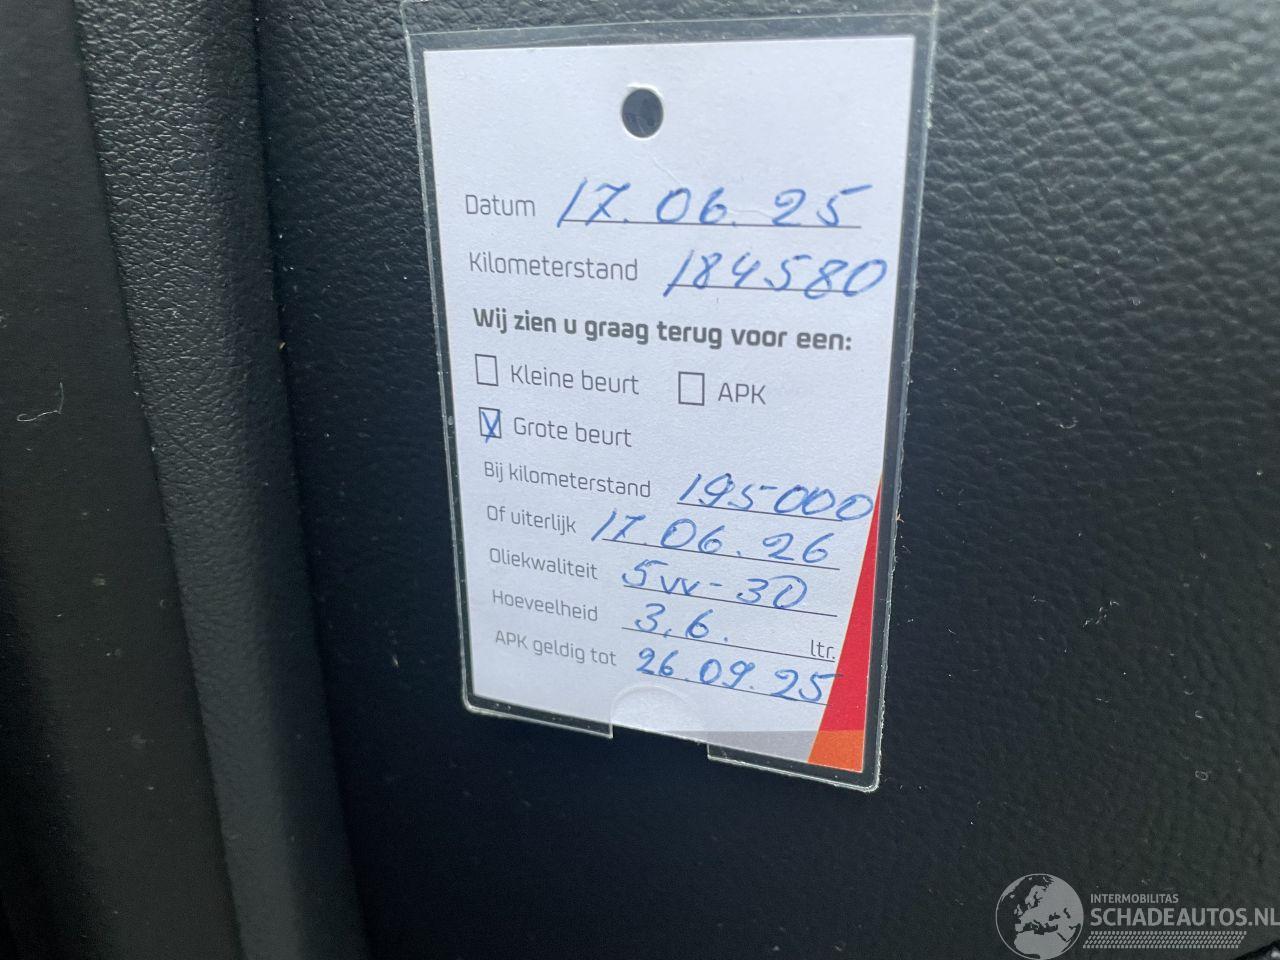 Datum 17.06.25
Kilometerstand 184580
Wij zien u graag terug voor een:
Kleine beurt APK
Grote beurt
Bij kilometerstand 195000
Of uiterlijk 17.06.26
Oliekwaliteit 5W-30
Hoeveelheid 3,6. ltr.
APK geldig tot 26.09.25
INTERMOBILITAS
SCHADEAUTOS.NL